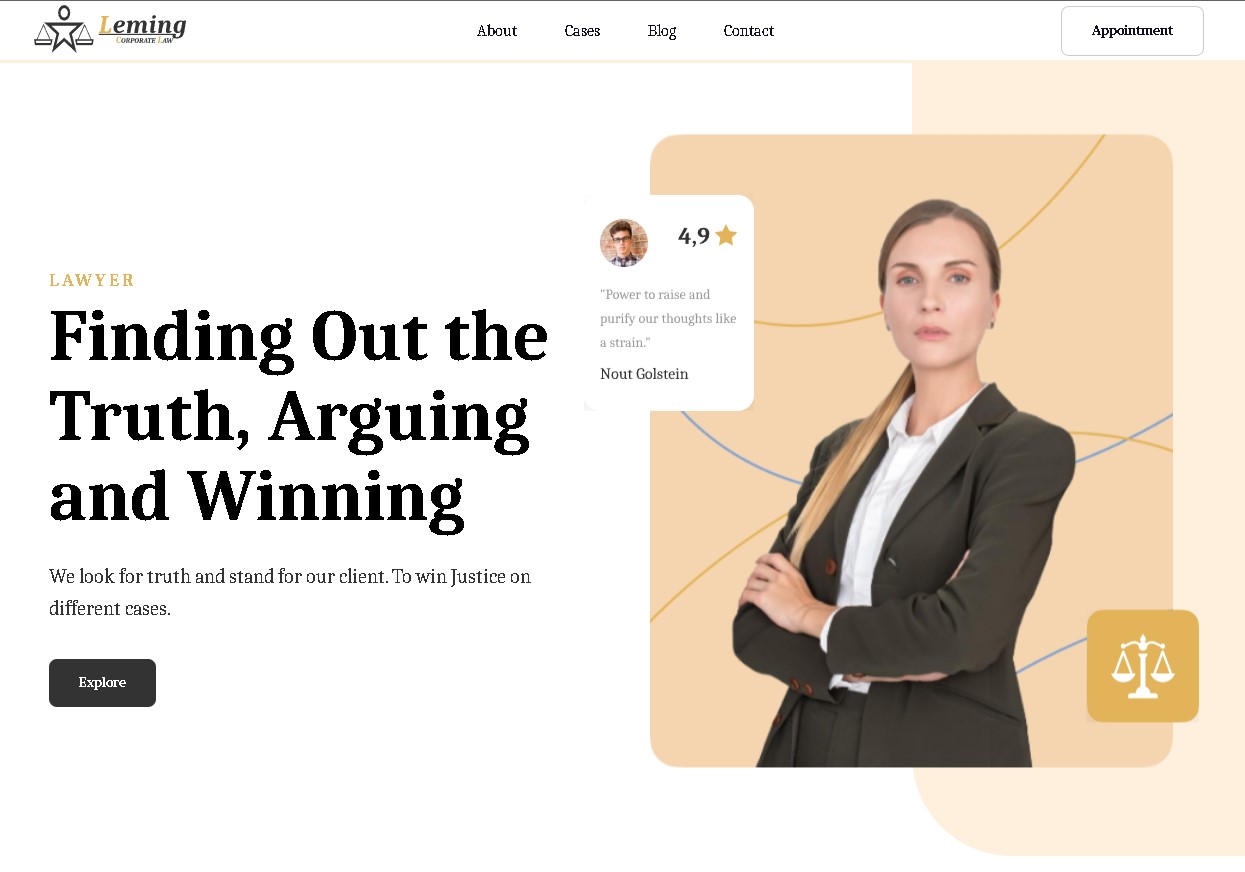 Leming
CORPORATE LAW
About
Cases
Blog
Contact
Appointment
LAWYER
Finding Out the
Truth, Arguing
and Winning
We look for truth and stand for our client. To win Justice on
different cases.
Explore
4,9
"Power to raise and
purify our thoughts like
a strain."
Nout Golstein